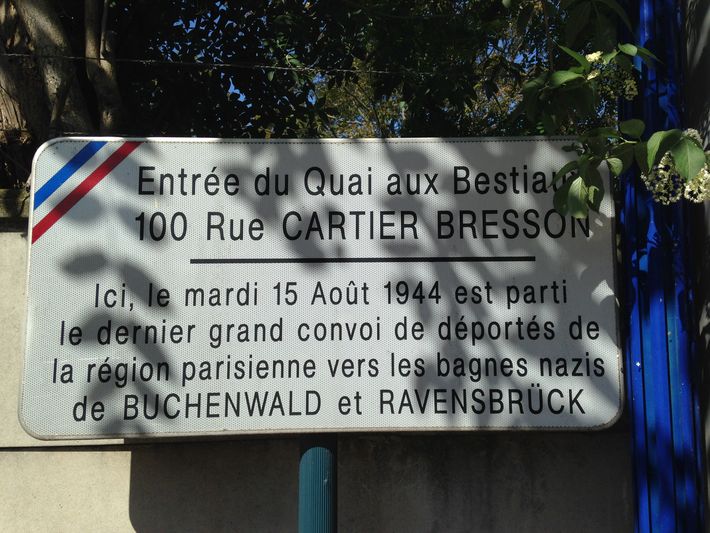 Entrée du Quai aux Bestiaux
100 Rue CARTIER BRESSON
Ici, le mardi 15 Août 1944 est parti
le dernier grand convoi de déportés de
la région parisienne vers les bagnes nazis
de BUCHENWALD et RAVENSBRÜCK